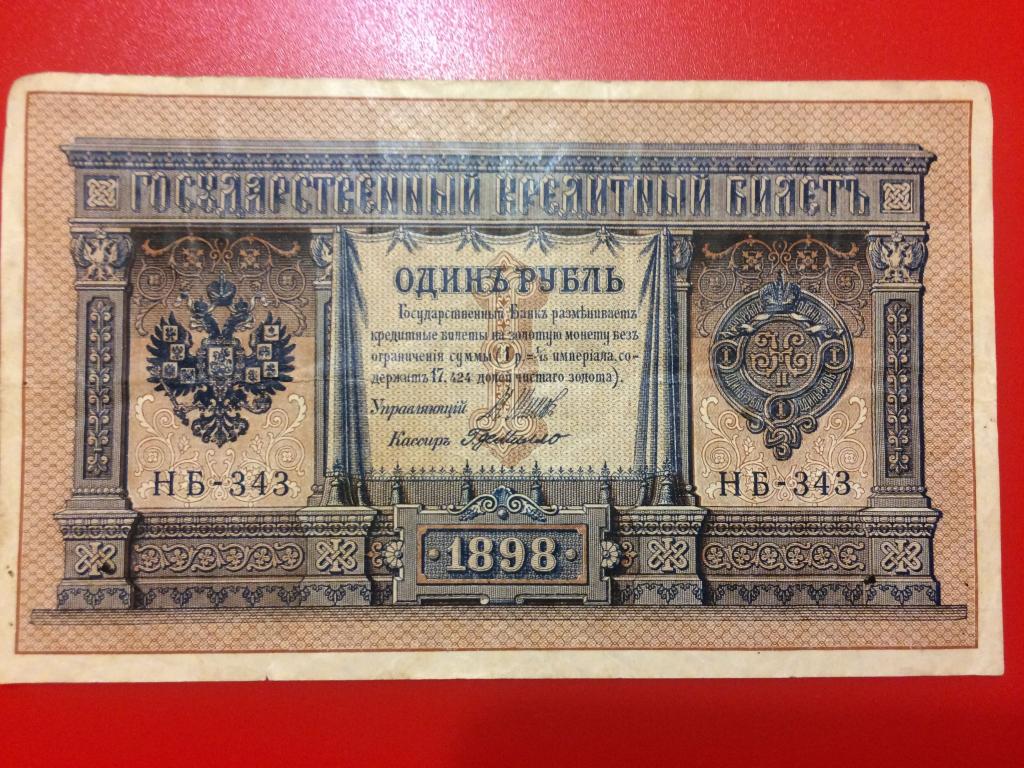 ГОСУДАРСТВЕННЫЙ КРЕДИТНЫЙ БИЛЕТЪ
ОДИНЪ РУБЛЬ
Государственный Банкъ размѣниваетъ
кредитные билеты на золотую монету безъ
ограниченія суммы (1 р. = 1/15 имперіала, со-
держитъ 17,424 долей чистаго золота).
Управляющій
Кассиръ
НБ-343
НБ-343
1898